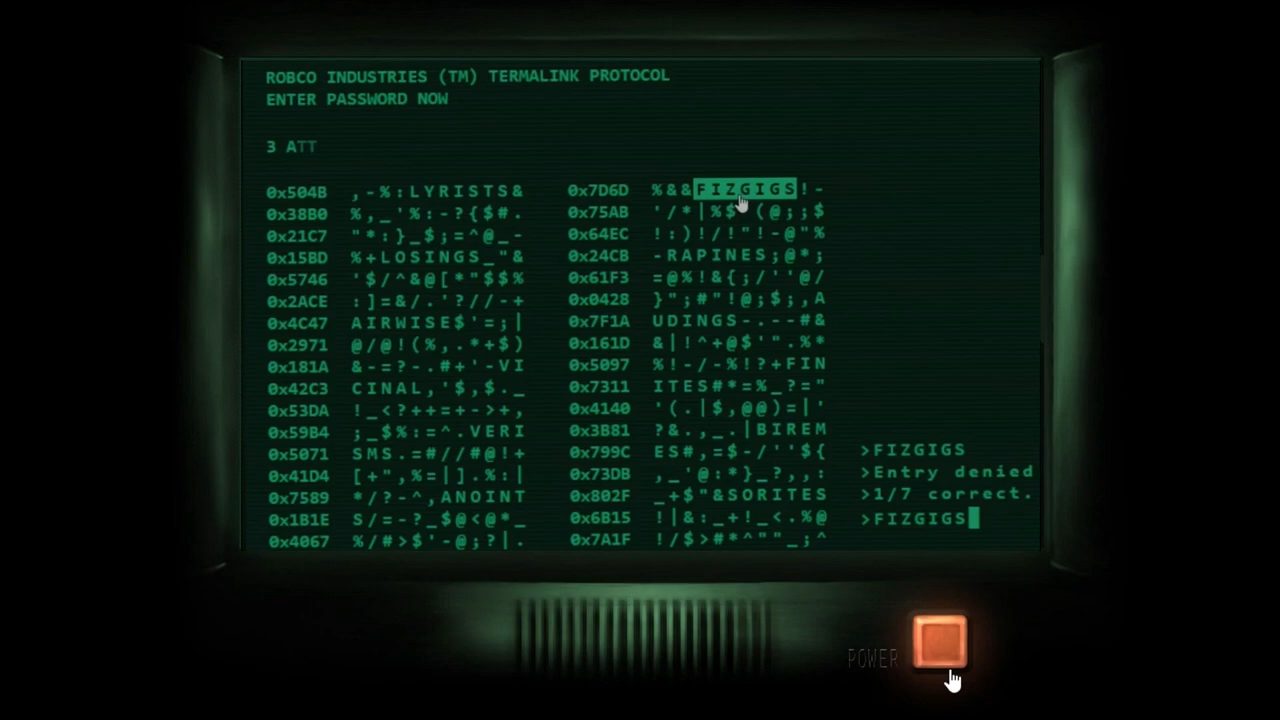 ROBCO INDUSTRIES (TM) TERMALINK PROTOCOL
ENTER PASSWORD NOW
3 ATT
0x504B ,-%:LYRISTS& 0x7D6D %&&FIZGIGS!-
0x38B0 %,_'%:-?{$#. 0x75AB '/*|%$ (@;;$
0x21C7 "*:}_$;=^@_- 0x64EC !:)!/!"!-@"%
0x15BD %+LOSINGS_"& 0x24CB -RAPINES;@*;
0x5746 '$/^&@[*"$$% 0x61F3 =@%!&{;/''@/
0x2ACE :]=&/.'?//-+ 0x0428 }";#"!@;$;,A
0x4C47 AIRWISE$'=;| 0x7F1A UDINGS-.--#&
0x2971 @/@!(%,.*+$) 0x161D &|!^+@$'".%*
0x181A &-=?-.#+'-VI 0x5097 %!-/-%!?+FIN
0x42C3 CINAL,'$,$._ 0x7311 ITES#*=%_?="
0x53DA !_<?++=+->+, 0x4140 '(.|$,@@)=|'
0x59B4 ;_$%:=^.VERI 0x3B81 ?&.,_.|BIREM
0x5071 SMS.=#//#@!+ 0x799C ES#,=$-/''${ >FIZGIGS
0x41D4 [+",%=|].%:| 0x73DB ,_'@:*}_?,,: >Entry denied
0x7589 */?-^,ANOINT 0x802F _+$"&SORITES >1/7 correct.
0x1B1E S/=-?_$@<@*_ 0x6B15 !|&:_+!_<.%@ >FIZGIGS
0x4067 %/#>$'-@;?|. 0x7A1F !/$>#*^""_;^
POWER